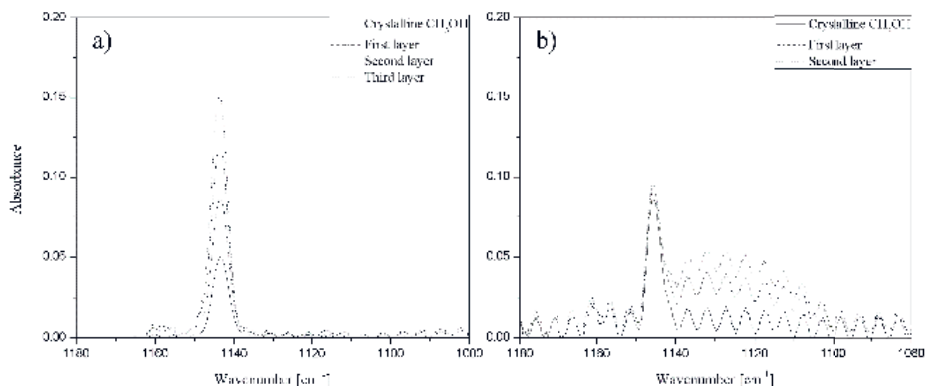 a)
Crystalline CH₃OH
First layer
Second layer
Third layer
0.20
0.15
0.10
0.05
0.00
1180 1160 1140 1120 1100 1080
Absorbance
Wavenumber [cm⁻¹]
b)
Crystalline CH₃OH
First layer
Second layer
0.20
0.15
0.10
0.05
0.00
1180 1160 1140 1120 1100 1080
Wavenumber [cm⁻¹]